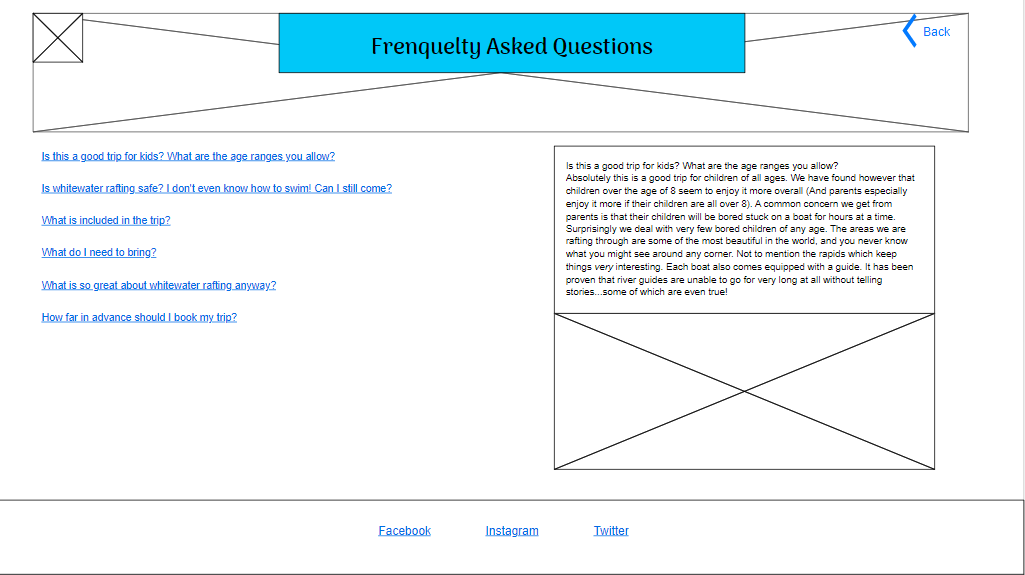 Frenquelty Asked Questions
Back
Is this a good trip for kids? What are the age ranges you allow?
Is whitewater rafting safe? I don't even know how to swim! Can I still come?
What is included in the trip?
What do I need to bring?
What is so great about whitewater rafting anyway?
How far in advance should I book my trip?
Is this a good trip for kids? What are the age ranges you allow?
Absolutely this is a good trip for children of all ages. We have found however that
children over the age of 8 seem to enjoy it more overall (And parents especially
enjoy it more if their children are all over 8). A common concern we get from
parents is that their children will be bored stuck on a boat for hours at a time.
Surprisingly we deal with very few bored children of any age. The areas we are
rafting through are some of the most beautiful in the world, and you never know
what you might see around any corner. Not to mention the rapids which keep
things very interesting. Each boat also comes equipped with a guide. It has been
proven that river guides are unable to go for very long at all without telling
stories...some of which are even true!
Facebook
Instagram
Twitter